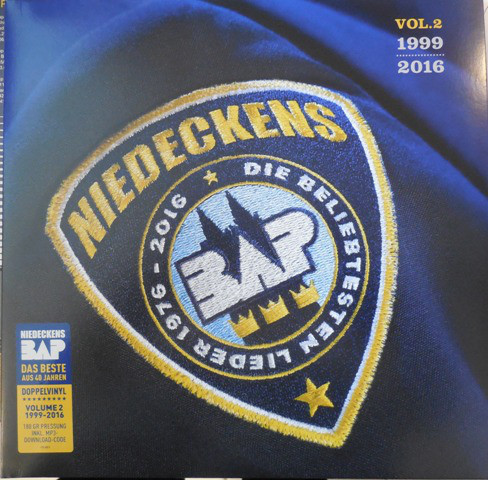 VOL.2
1999
2016
NIEDECKENS
DIE BELIEBTESTEN LIEDER 1976 - 2016
BAP
NIEDECKENS
BAP
DAS BESTE
AUS 40 JAHREN
DOPPELVINYL
VOLUME 2
1999-2016
180 GR PRESSUNG
INKL. MP3-
DOWNLOAD-CODE